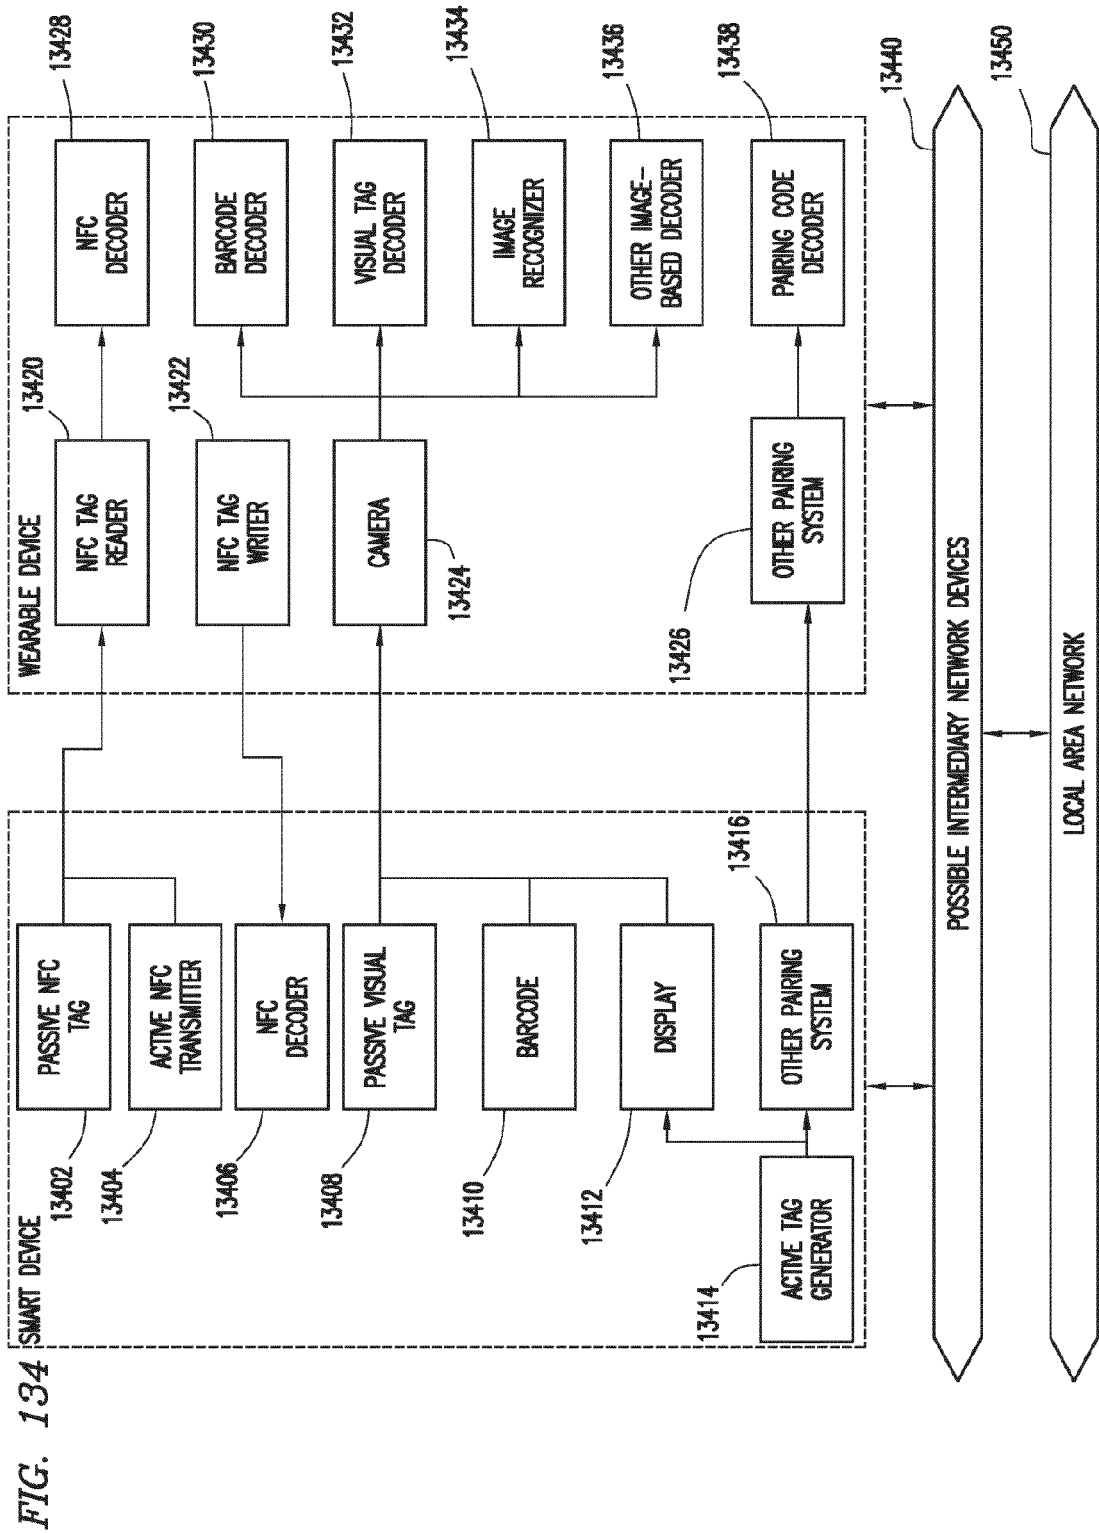 FIG. 134
SMART DEVICE
13402
PASSIVE NFC
TAG
13404
ACTIVE NFC
TRANSMITTER
13406
NFC
DECODER
13408
PASSIVE VISUAL
TAG
13410
BARCODE
13412
DISPLAY
13414
ACTIVE TAG
GENERATOR
13416
OTHER PAIRING
SYSTEM
WEARABLE DEVICE
13420
NFC TAG
READER
13422
NFC TAG
WRITER
CAMERA
13424
13426
OTHER PAIRING
SYSTEM
13428
NFC
DECODER
13430
BARCODE
DECODER
13432
VISUAL TAG
DECODER
13434
IMAGE
RECOGNIZER
13436
OTHER IMAGE-
BASED DECODER
13438
PAIRING CODE
DECODER
13440
POSSIBLE INTERMEDIARY NETWORK DEVICES
13450
LOCAL AREA NETWORK